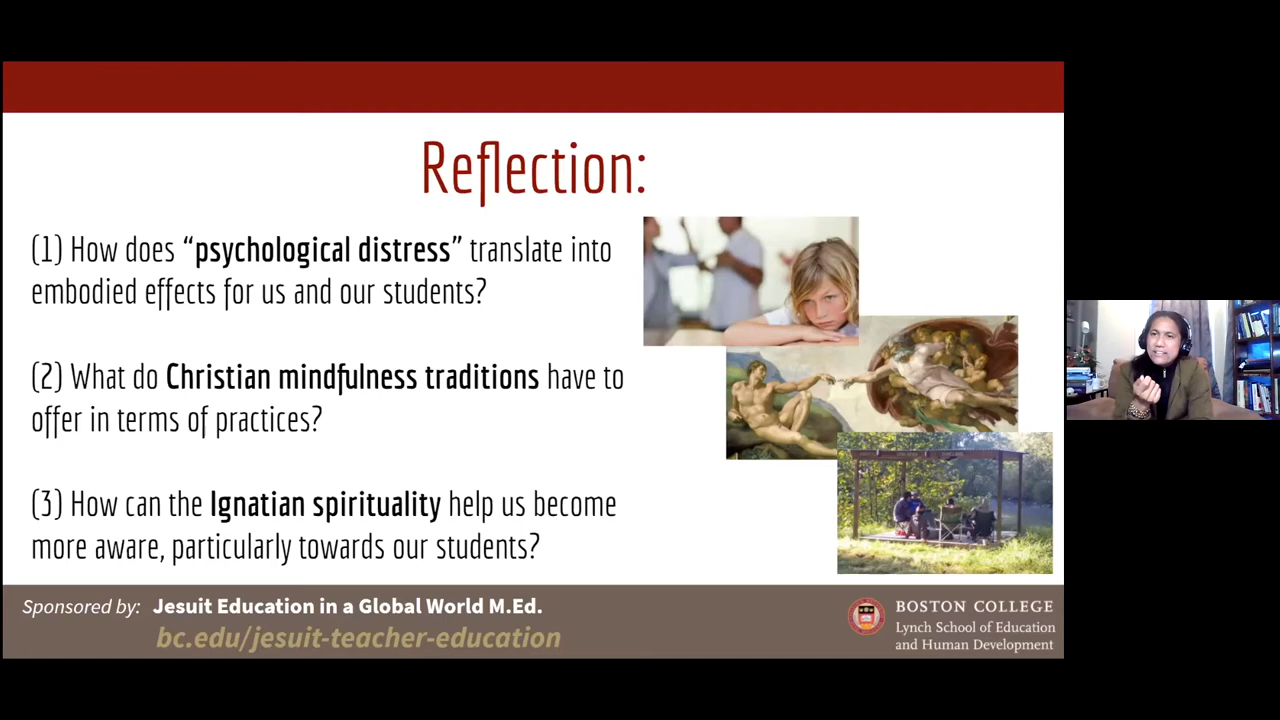 Reflection:
(1) How does “psychological distress” translate into
embodied effects for us and our students?
(2) What do Christian mindfulness traditions have to
offer in terms of practices?
(3) How can the Ignatian spirituality help us become
more aware, particularly towards our students?
Sponsored by: Jesuit Education in a Global World M.Ed.
bc.edu/jesuit-teacher-education
BOSTON COLLEGE
Lynch School of Education
and Human Development